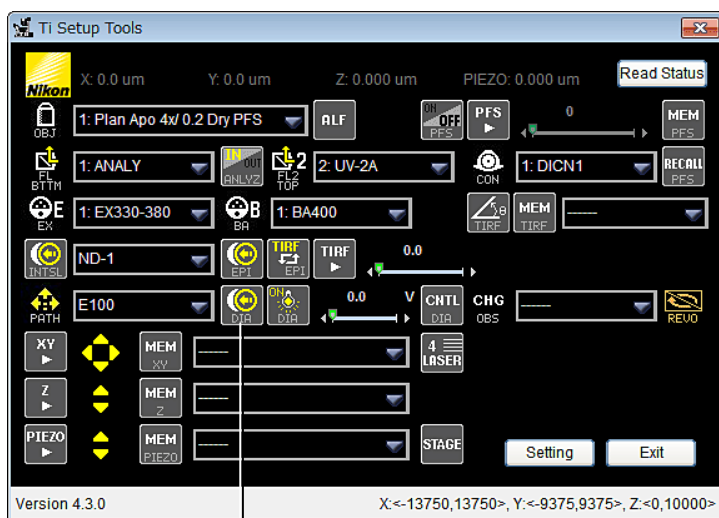 Ti Setup Tools
Nikon X: 0.0 um Y: 0.0 um Z: 0.000 um PIEZO: 0.000 um Read Status
OBJ 1: Plan Apo 4x/ 0.2 Dry PFS ALF ON OFF PFS PFS 0 MEM PFS
FL BTTM 1: ANALY IN OUT ANLYZ 2 FL2 TOP 2: UV-2A CON 1: DICN1 RECALL PFS
E EX 1: EX330-380 B BA 1: BA400 θ TIRF MEM TIRF -----
INTSL ND-1 EPI TIRF EPI TIRF 0.0
PATH E100 DIA ON DIA 0.0 V CNTL DIA CHG OBS ----- REVO
XY MEM XY ----- 4 LASER
Z MEM Z -----
PIEZO MEM PIEZO ----- STAGE Setting Exit
Version 4.3.0 X:<-13750,13750>, Y:<-9375,9375>, Z:<0,10000>